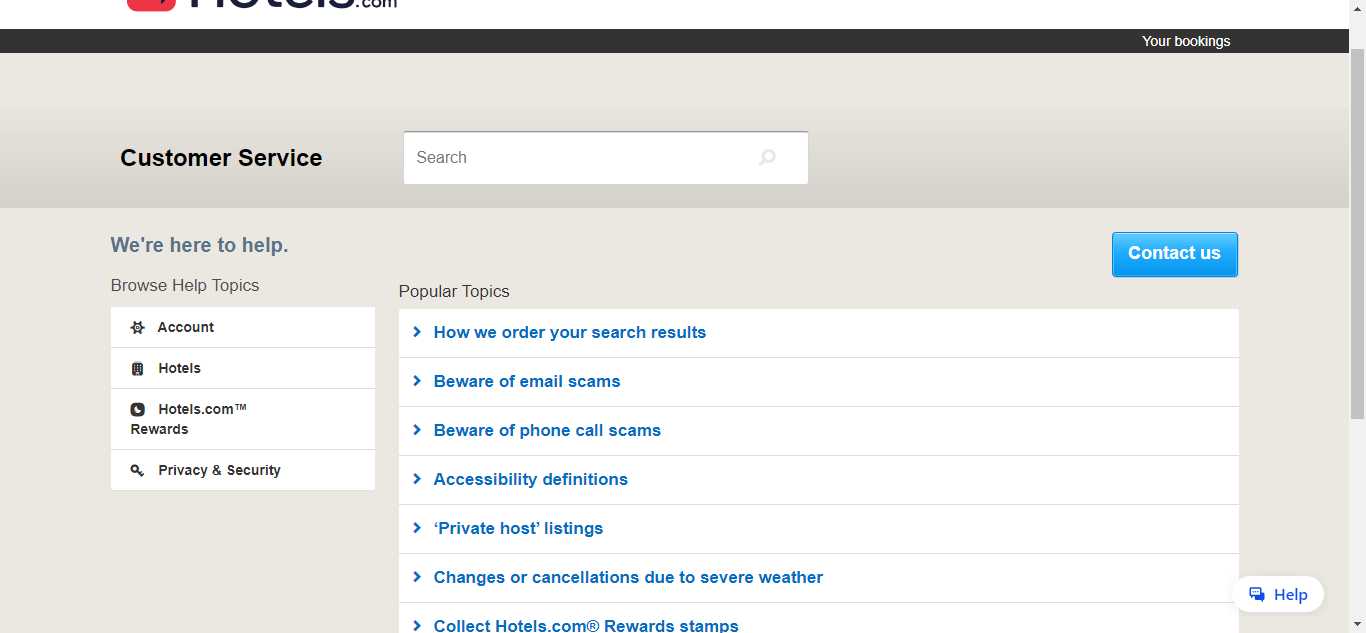 Hotels.com
Your bookings
Customer Service
Search
We're here to help.
Contact us
Browse Help Topics
Popular Topics
Account
Hotels
Hotels.com™
Rewards
Privacy & Security
How we order your search results
Beware of email scams
Beware of phone call scams
Accessibility definitions
‘Private host’ listings
Changes or cancellations due to severe weather
Collect Hotels.com® Rewards stamps
Help